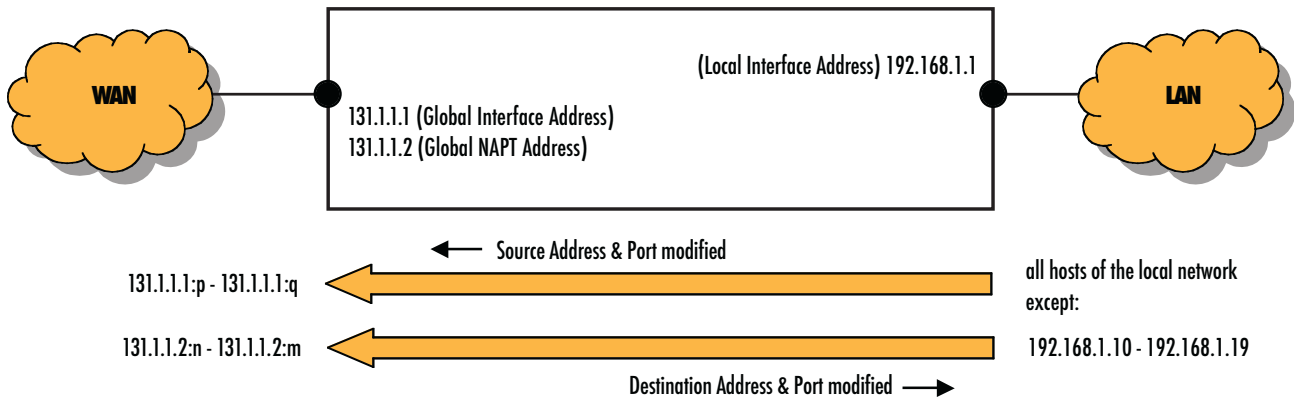 WAN
(Local Interface Address) 192.168.1.1
LAN
131.1.1.1 (Global Interface Address)
131.1.1.2 (Global NAPT Address)
Source Address & Port modified
131.1.1.1:p - 131.1.1.1:q
all hosts of the local network
except:
131.1.1.2:n - 131.1.1.2:m
192.168.1.10 - 192.168.1.19
Destination Address & Port modified